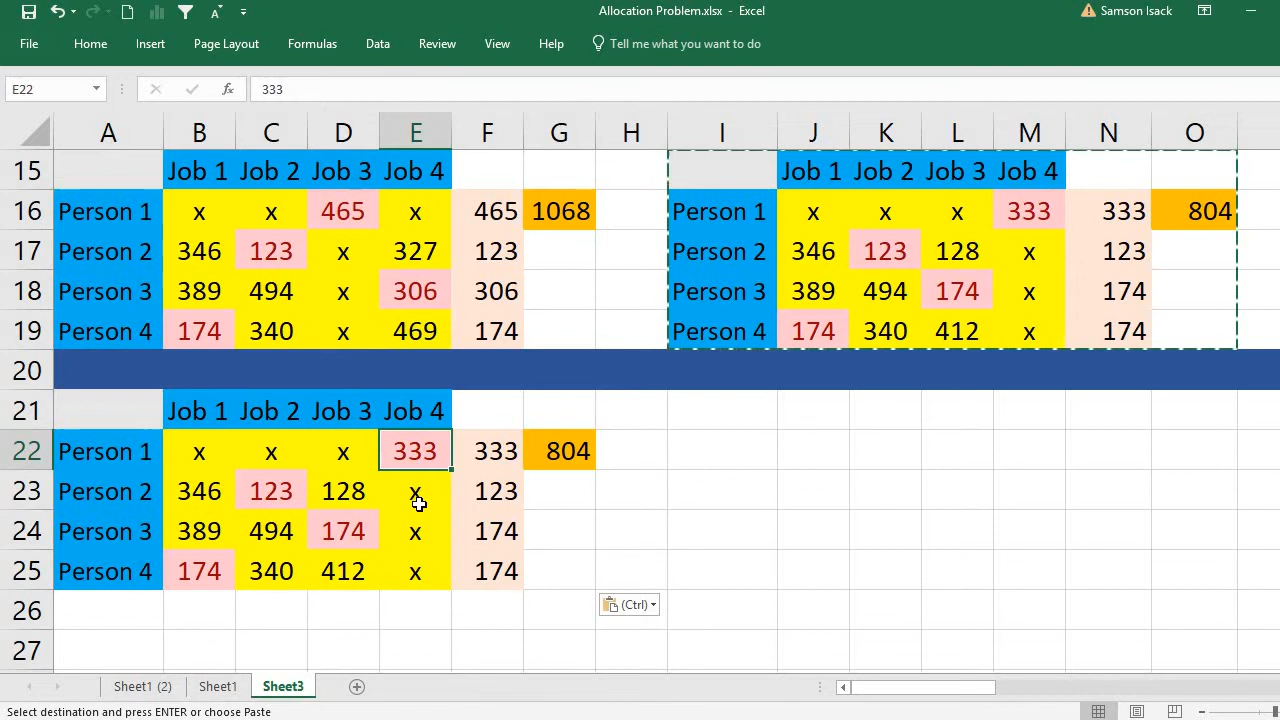 Allocation Problem.xlsx - Excel
Samson Isack
File Home Insert Page Layout Formulas Data Review View Help Tell me what you want to do
E22 fx 333
A B C D E F G H I J K L M N O
15 Job 1 Job 2 Job 3 Job 4 Job 1 Job 2 Job 3 Job 4
16 Person 1 x x 465 x 465 1068 Person 1 x x x 333 333 804
17 Person 2 346 123 x 327 123 Person 2 346 123 128 x 123
18 Person 3 389 494 x 306 306 Person 3 389 494 174 x 174
19 Person 4 174 340 x 469 174 Person 4 174 340 412 x 174
20
21 Job 1 Job 2 Job 3 Job 4
22 Person 1 x x x 333 333 804
23 Person 2 346 123 128 x 123
24 Person 3 389 494 174 x 174
25 Person 4 174 340 412 x 174
26 (Ctrl)
27
Sheet1 (2) Sheet1 Sheet3
Select destination and press ENTER or choose Paste